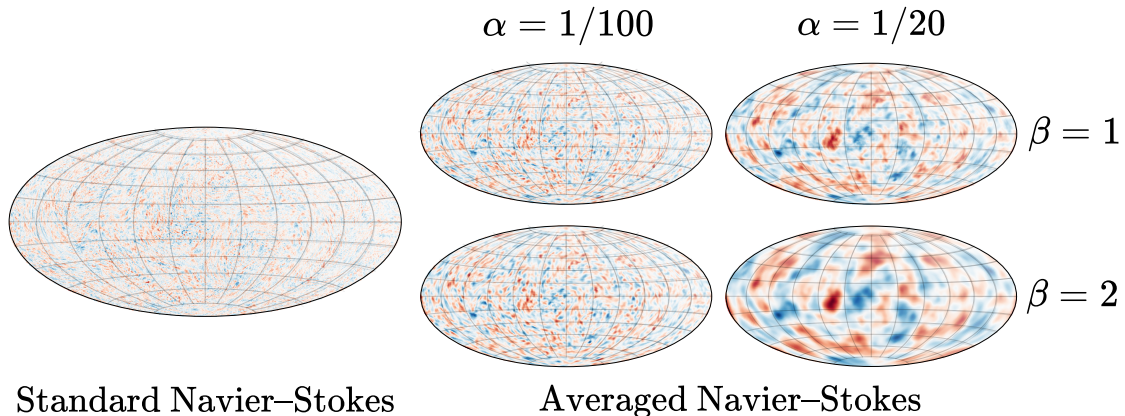 α = 1/100
α = 1/20
β = 1
β = 2
Standard Navier–Stokes
Averaged Navier–Stokes